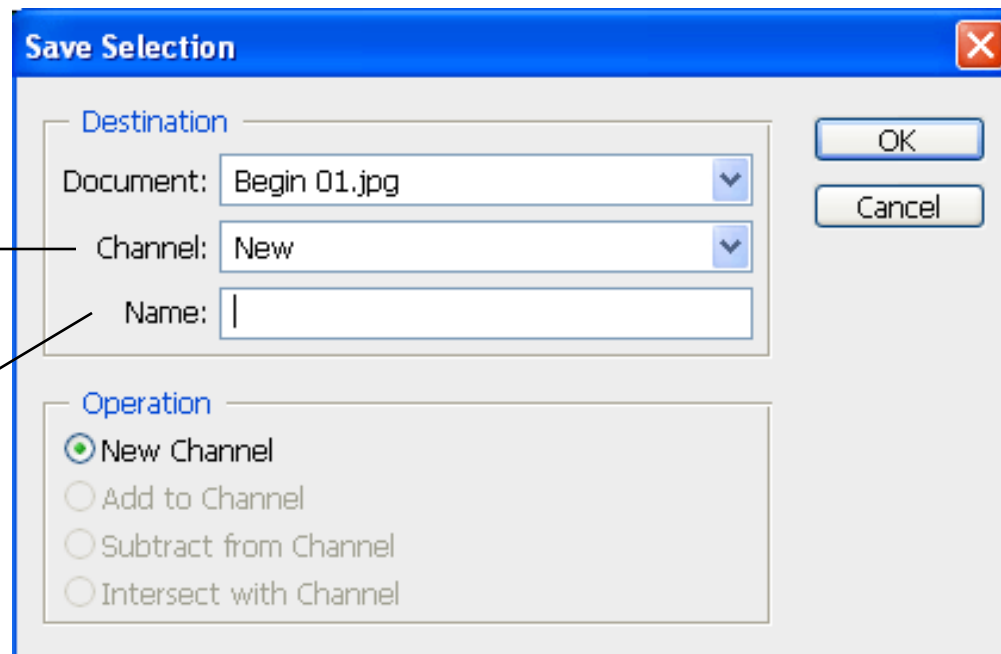 Save Selection
Destination
OK
Document: Begin 01.jpg
Cancel
Channel: New
Name:
Operation
New Channel
Add to Channel
Subtract from Channel
Intersect with Channel